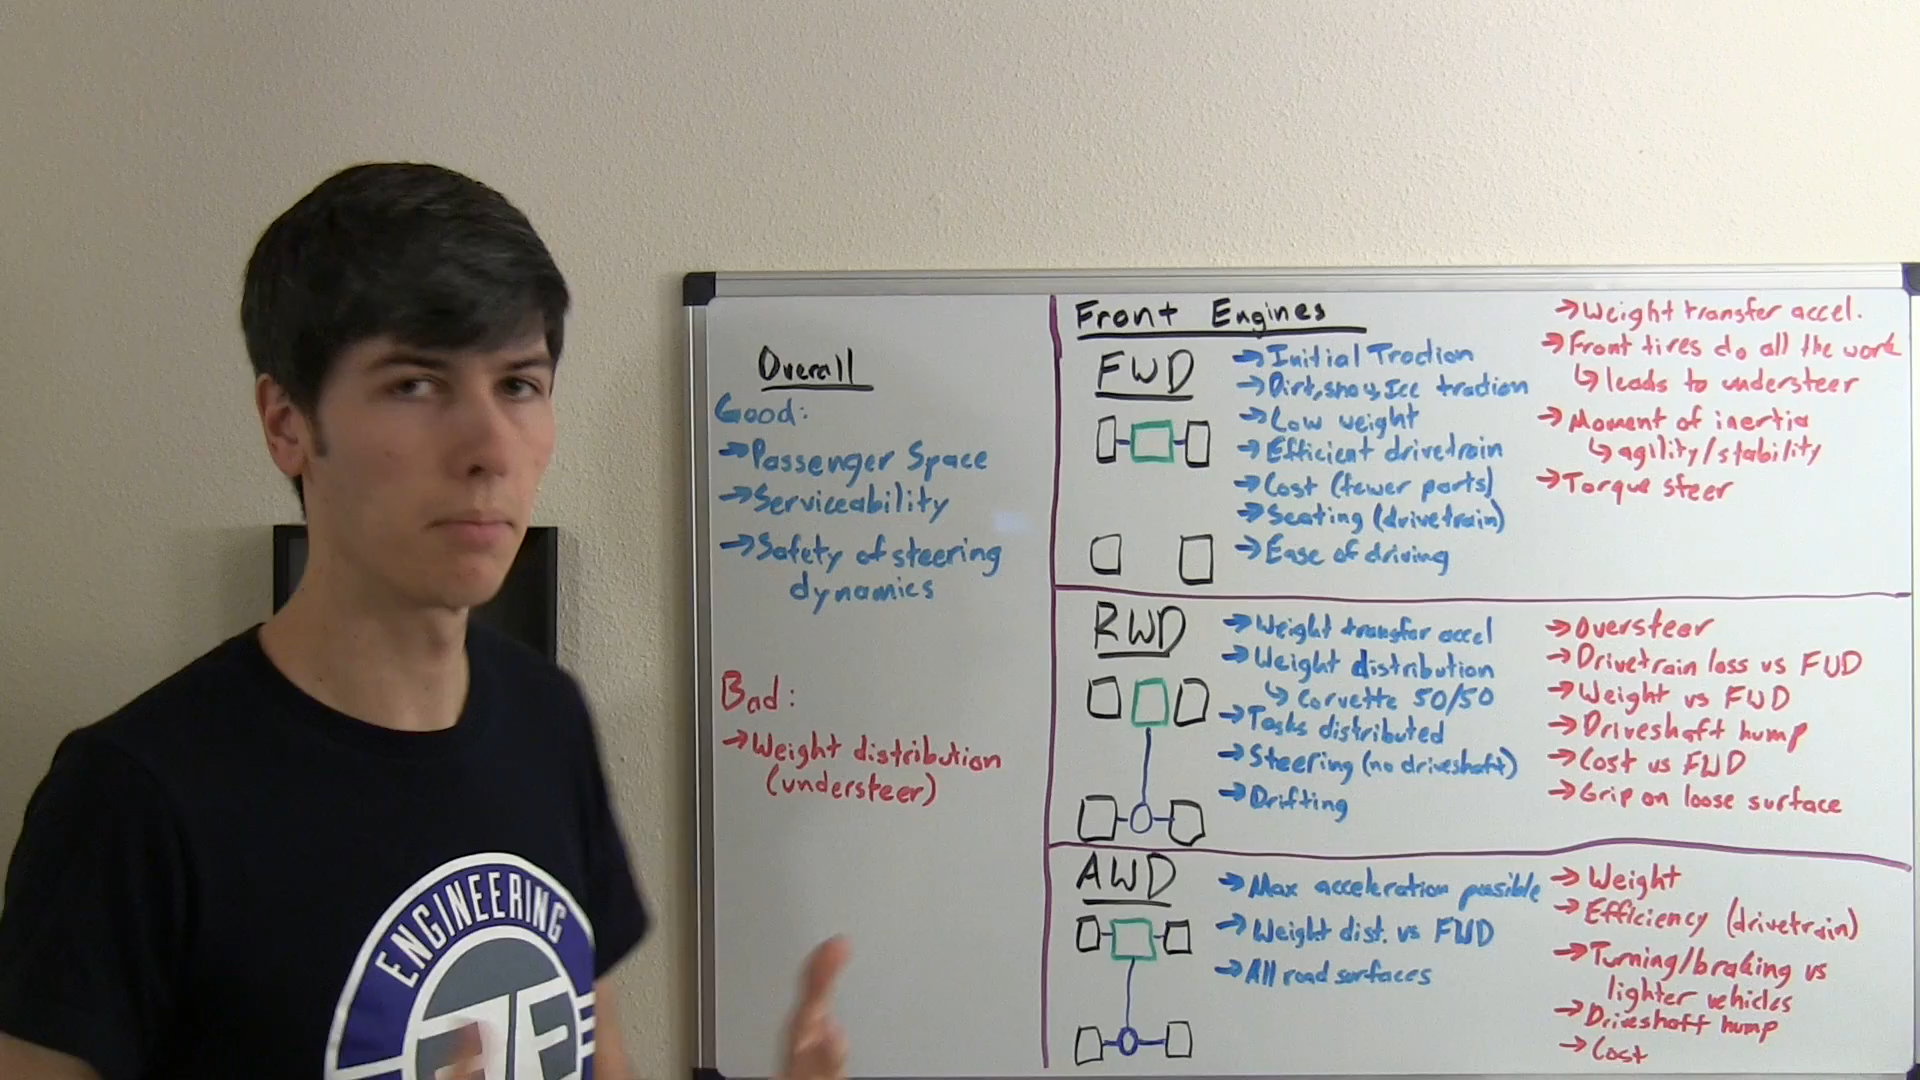 Overall
Good:
→Passenger Space
→Serviceability
→Safety of steering
dynamics
Bad:
→Weight distribution
(understeer)
Front Engines
FWD
→Initial Traction
→Dirt, snow, Ice traction
→Low weight
→Efficient drivetrain
→Cost (fewer parts)
→Seating (drivetrain)
→Ease of driving
→Weight transfer accel.
→Front tires do all the work
↳leads to understeer
→Moment of inertia
↳agility/stability
→Torque steer
RWD
→Weight transfer accel
→Weight distribution
↳Corvette 50/50
→Tasks distributed
→Steering (no driveshaft)
→Drifting
→Oversteer
→Drivetrain loss vs FWD
→Weight vs FWD
→Driveshaft hump
→Cost vs FWD
→Grip on loose surface
AWD
→Max acceleration possible
→Weight dist. vs FWD
→All road surfaces
→Weight
→Efficiency (drivetrain)
→Turning/braking vs
lighter vehicles
→Driveshaft hump
→Cost
ENGINEERING